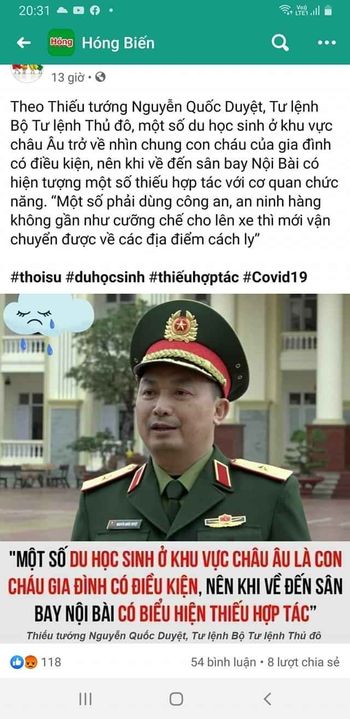 20:31
Vo))
LTE1
Hóng
Hóng Biến
13 giờ
Theo Thiếu tướng Nguyễn Quốc Duyệt, Tư lệnh
Bộ Tư lệnh Thủ đô, một số du học sinh ở khu vực
châu Âu trở về nhìn chung con cháu của gia đình
có điều kiện, nên khi về đến sân bay Nội Bài có
hiện tượng một số thiếu hợp tác với cơ quan chức
năng. “Một số phải dùng công an, an ninh hàng
không gần như cưỡng chế cho lên xe thì mới vận
chuyển được về các địa điểm cách ly”
#thoisu #duhọcsinh #thiếuhợptác #Covid19
"MỘT SỐ DU HỌC SINH Ở KHU VỰC CHÂU ÂU LÀ CON
CHÁU GIA ĐÌNH CÓ ĐIỀU KIỆN, NÊN KHI VỀ ĐẾN SÂN
BAY NỘI BÀI CÓ BIỂU HIỆN THIẾU HỢP TÁC”
Thiếu tướng Nguyễn Quốc Duyệt, Tư lệnh Bộ Tư lệnh Thủ đô
118
54 bình luận • 8 lượt chia sẻ